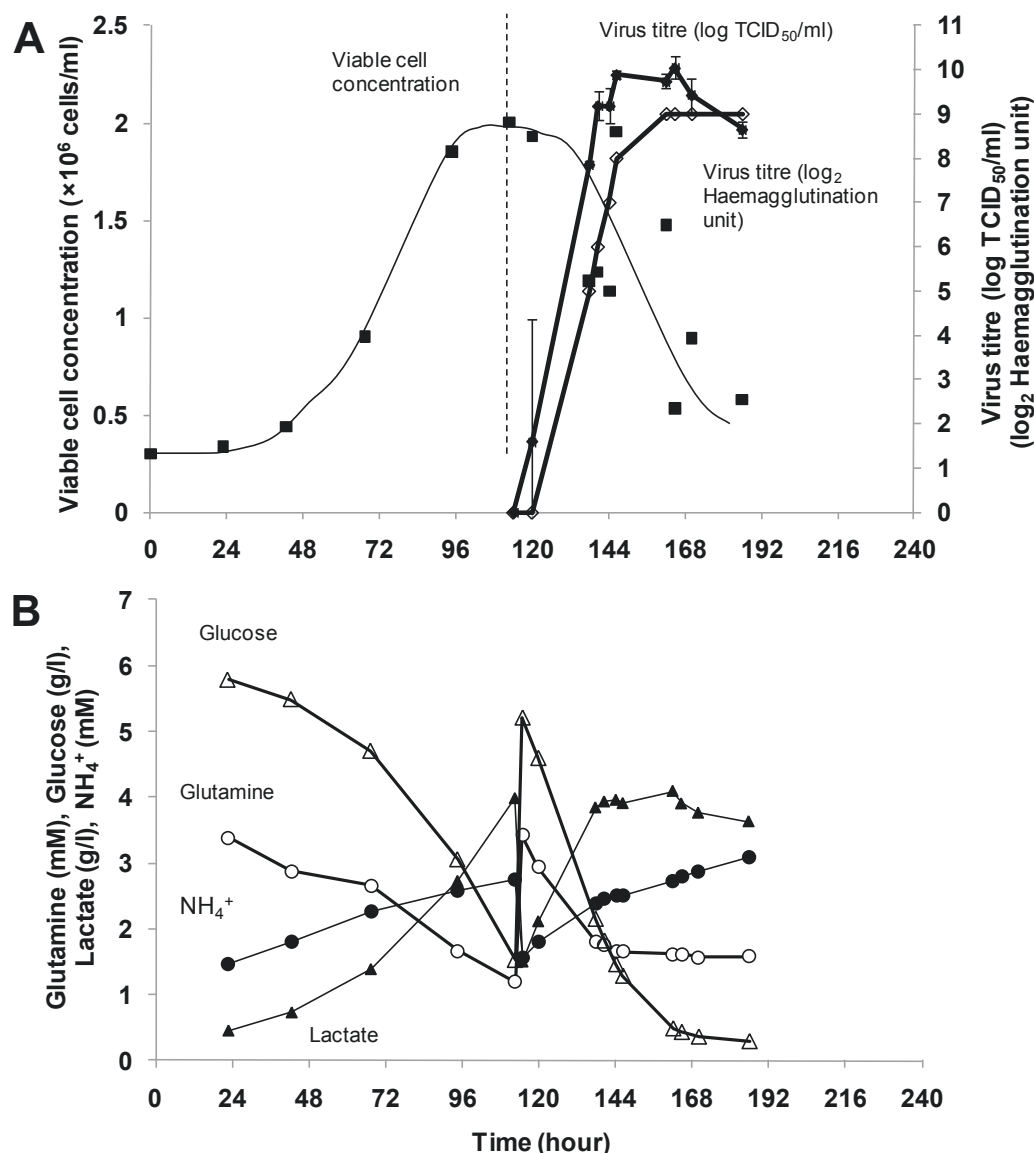 A
Viable cell concentration (×10⁶ cells/ml)
2.5
2
1.5
1
0.5
0
Viable cell
concentration
Virus titre (log TCID₅₀/ml)
Virus titre (log₂
Haemagglutination
unit)
11
10
9
8
7
6
5
4
3
2
1
0
Virus titre (log TCID₅₀/ml)
(log₂ Haemagglutination unit)
0 24 48 72 96 120 144 168 192 216 240
B
Glutamine (mM), Glucose (g/l),
Lactate (g/l), NH₄⁺ (mM)
7
6
5
4
3
2
1
0
Glucose
Glutamine
NH₄⁺
Lactate
0 24 48 72 96 120 144 168 192 216 240
Time (hour)